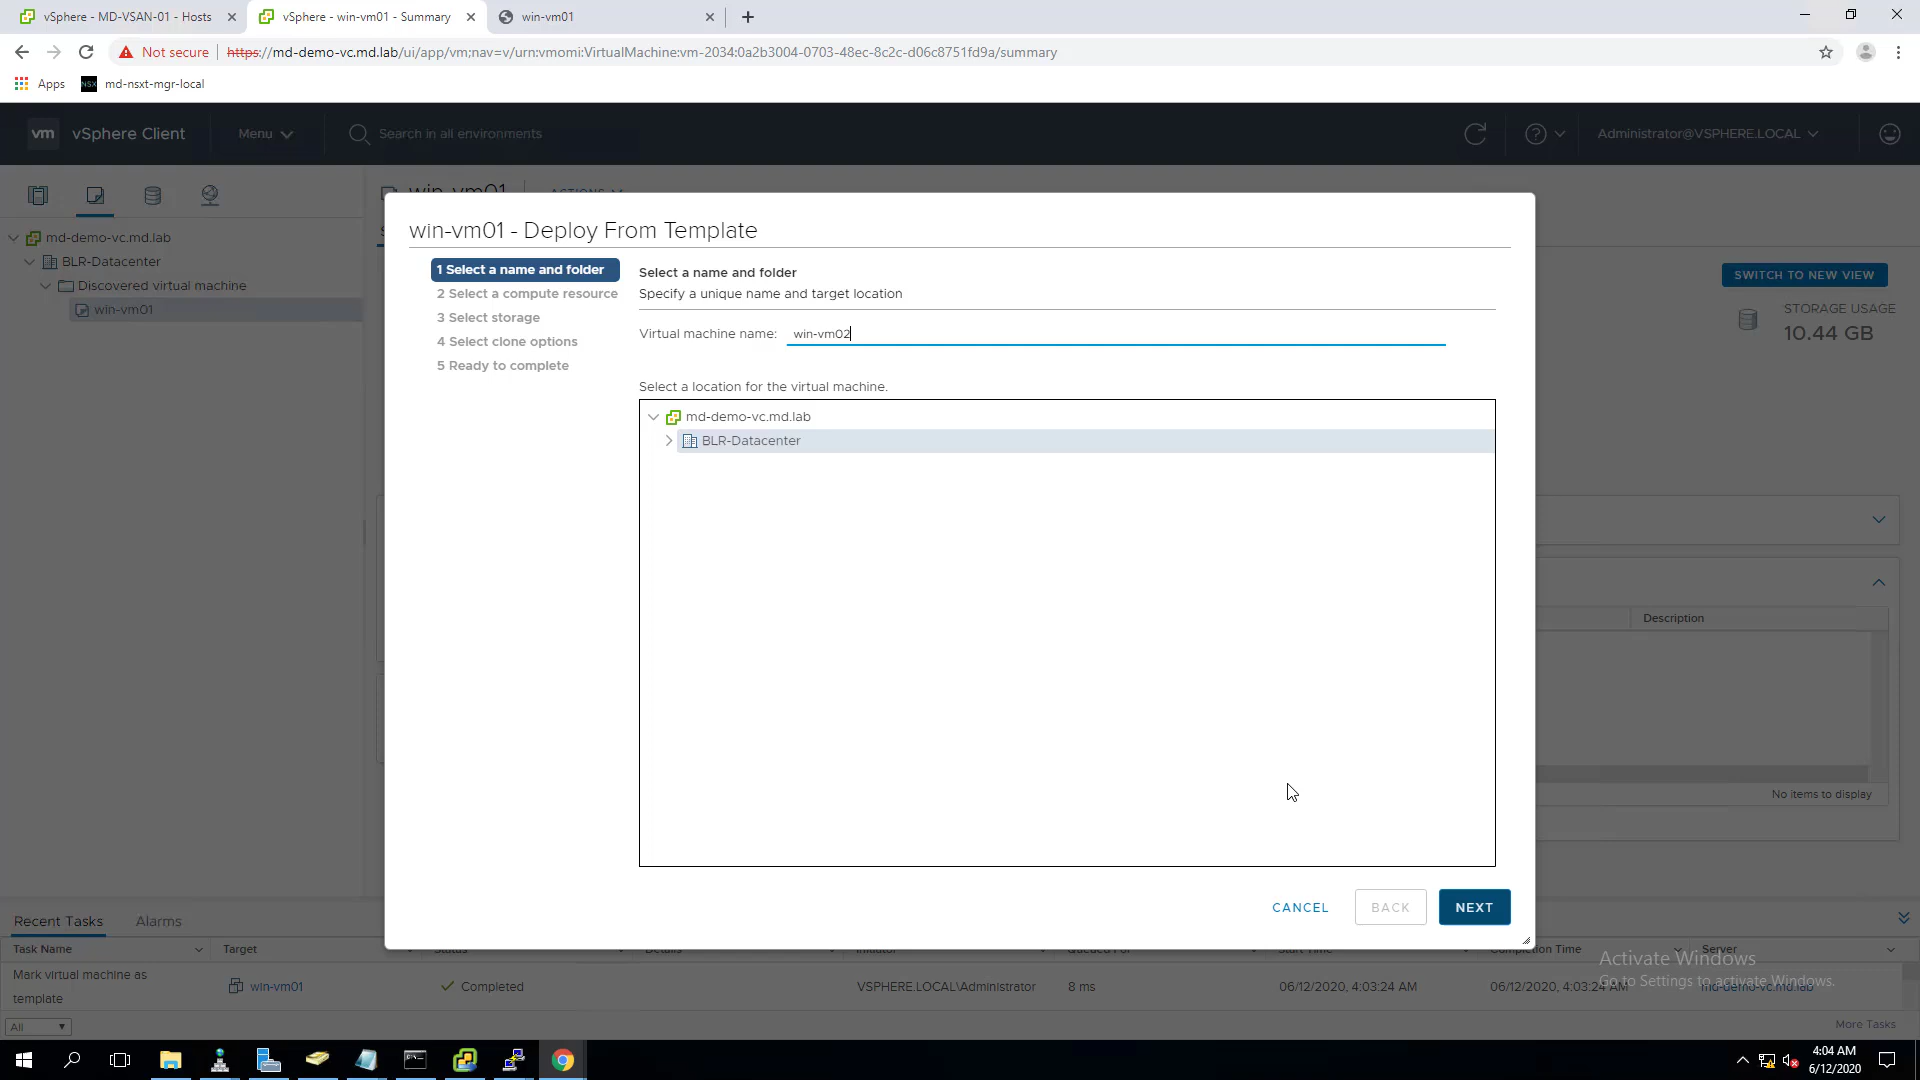 vSphere - MD-VSAN-01 - Hosts
vSphere - win-vm01 - Summary
win-vm01
Not secure
https://md-demo-vc.md.lab/ui/app/vm;nav=v/urn:vmomi:VirtualMachine:vm-2034:0a2b3004-0703-48ec-8c2c-d06c8751fd9a/summary
Apps
NSX
md-nsxt-mgr-local
vm
vSphere Client
Menu
Search in all environments
Administrator@VSPHERE.LOCAL
win-vm01
ACTIONS
md-demo-vc.md.lab
BLR-Datacenter
Discovered virtual machine
win-vm01
SWITCH TO NEW VIEW
STORAGE USAGE
10.44 GB
win-vm01 - Deploy From Template
1 Select a name and folder
2 Select a compute resource
3 Select storage
4 Select clone options
5 Ready to complete
Select a name and folder
Specify a unique name and target location
Virtual machine name:
win-vm02
Select a location for the virtual machine.
md-demo-vc.md.lab
BLR-Datacenter
CANCEL
BACK
NEXT
Description
No items to display
Recent Tasks
Alarms
Task Name
Target
Status
Details
Initiator
Queued For
Start Time
Completion Time
Server
Mark virtual machine as
template
win-vm01
Completed
VSPHERE.LOCAL\Administrator
8 ms
06/12/2020, 4:03:24 AM
06/12/2020, 4:03:24 AM
md-demo-vc.md.lab
Activate Windows
Go to Settings to activate Windows.
All
More Tasks
4:04 AM
6/12/2020